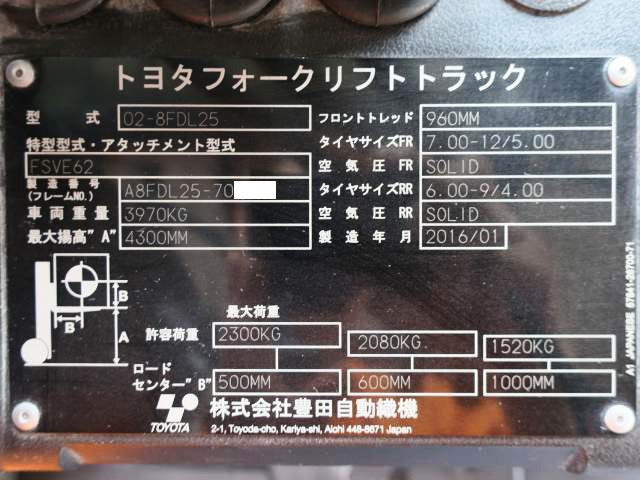 トヨタフォークリフトトラック
型式 02-8FDL25 フロントトレッド 960MM
特型型式・アタッチメント型式 タイヤサイズFR 7.00-12/5.00
FSVE62 空気圧 FR SOLID
製造番号 (フレームNO.) A8FDL25-70 タイヤサイズRR 6.00-9/4.00
車両重量 3970KG 空気圧 RR SOLID
最大揚高"A" 4300MM 製造年月 2016/01
B
B A
最大荷重
許容荷重 2300KG 2080KG. 1520KG
ロード
センター"B" 500MM 600MM 1000MM
TOYOTA 株式会社豊田自動織機
2-1, Toyoda-cho, Kariya-shi, Aichi 448-8671 Japan
A1 JAPANESE 57841-20700-71